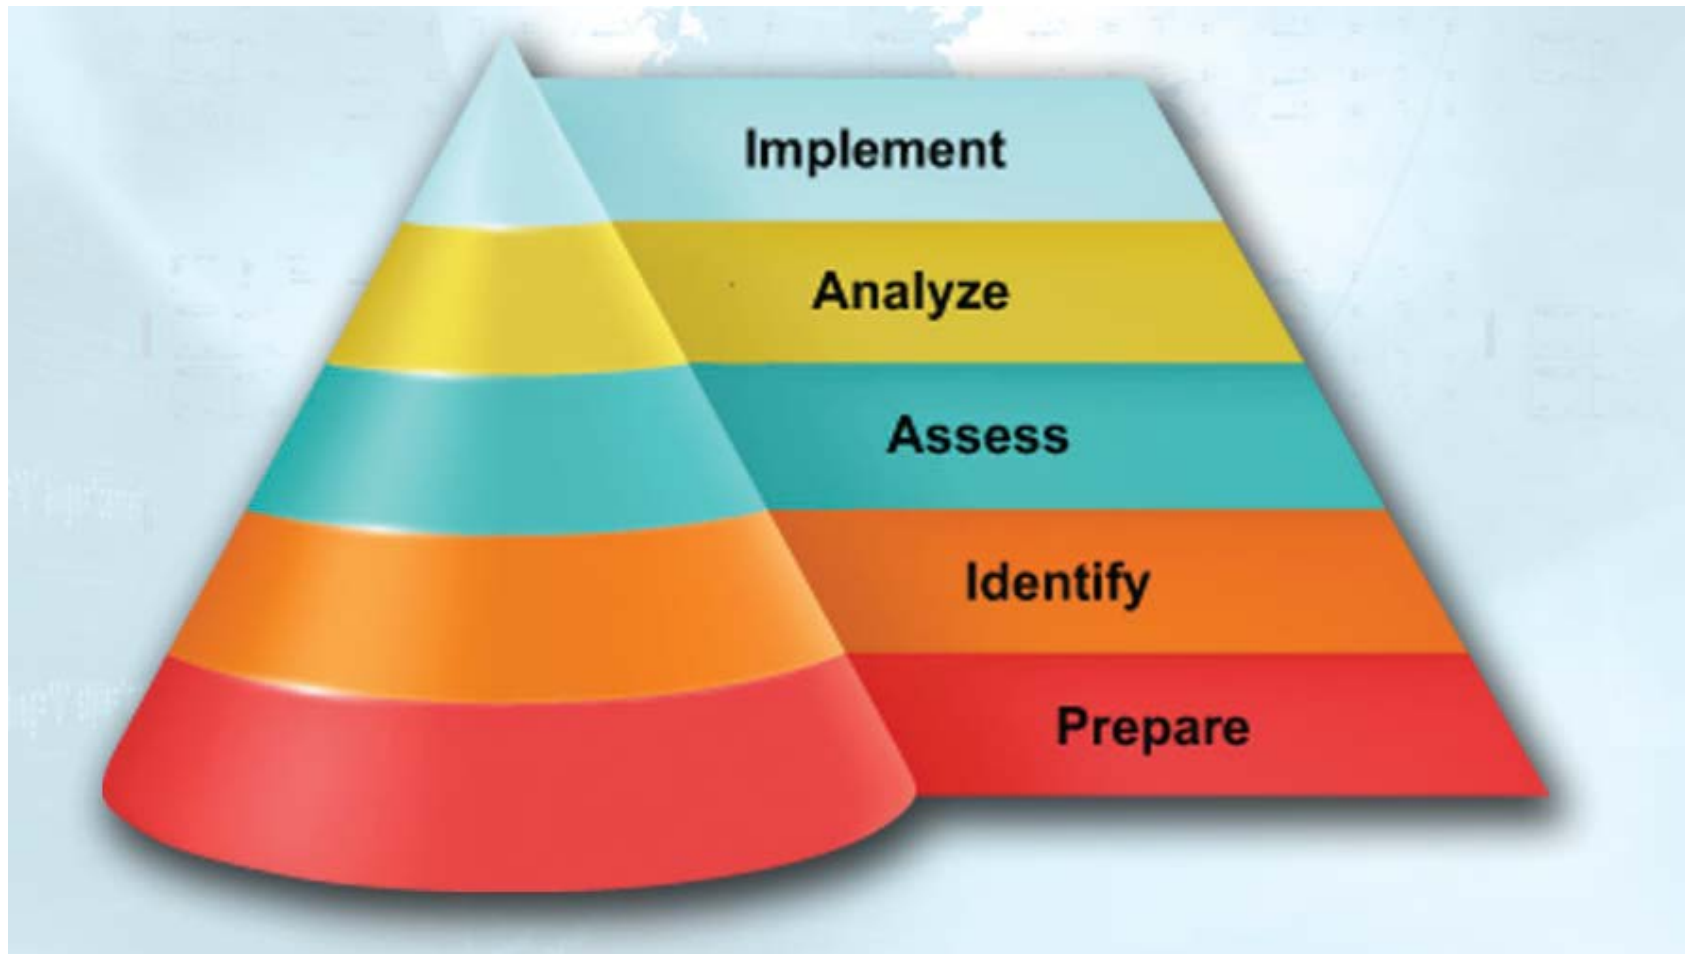 Implement
Analyze
Assess
Identify
Prepare